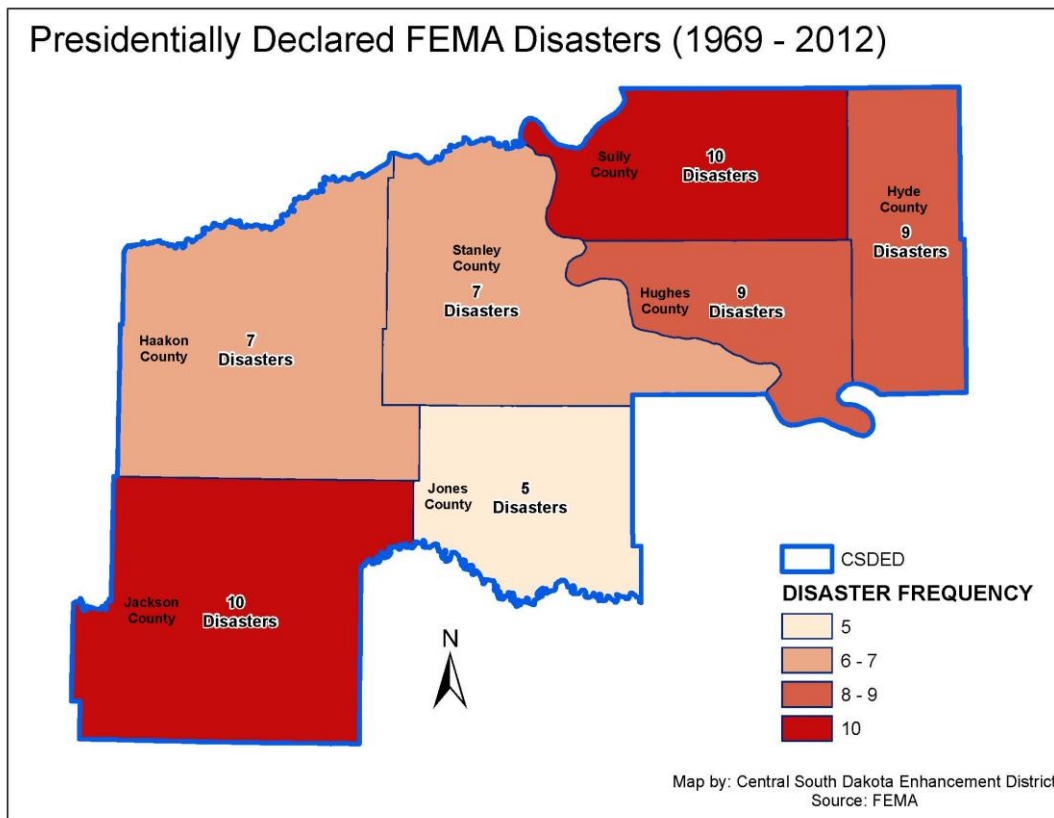 Presidentially Declared FEMA Disasters (1969 - 2012)
Sully
County
10
Disasters
Hyde
County
9
Disasters
Stanley
County
7
Disasters
Hughes
County
9
Disasters
Haakon
County
7
Disasters
Jones
County
5
Disasters
Jackson
County
10
Disasters
N
CSDED
DISASTER FREQUENCY
5
6 - 7
8 - 9
10
Map by: Central South Dakota Enhancement District
Source: FEMA